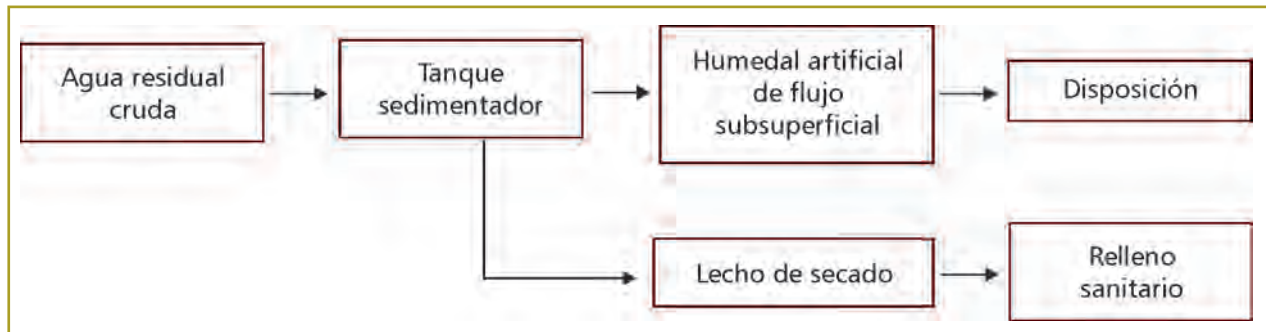 Agua residual
cruda
Tanque
sedimentador
Humedal artificial
de flujo
subsuperficial
Disposición
Lecho de secado
Relleno
sanitario